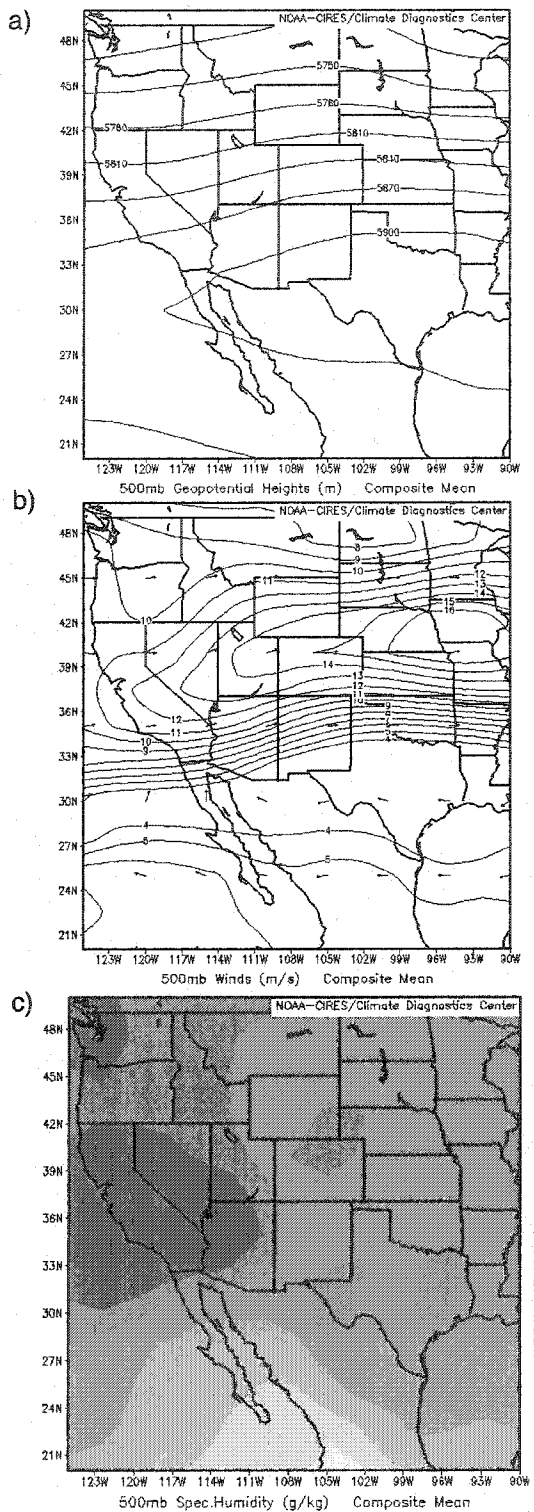 a)
NOAA-CIRES/Climate Diagnostics Center
48N
45N
42N
39N
36N
33N
30N
27N
24N
21N
5750
5780
5780
5810
5810
5840
5870
5900
123W 120W 117W 114W 111W 108W 105W 102W 99W 96W 93W 90W
500mb Geopotential Heights (m) Composite Mean
b)
NOAA-CIRES/Climate Diagnostics Center
48N
45N
42N
39N
36N
33N
30N
27N
24N
21N
8
9
10
11
12
13
14
15
16
10
14
13
12
11
10
9
12
11
10
9
4
4
5
5
123W 120W 117W 114W 111W 108W 105W 102W 99W 96W 93W 90W
500mb Winds (m/s) Composite Mean
c)
NOAA-CIRES/Climate Diagnostics Center
48N
45N
42N
39N
36N
33N
30N
27N
24N
21N
123W 120W 117W 114W 111W 108W 105W 102W 99W 96W 93W 90W
500mb Spec.Humidity (g/kg) Composite Mean